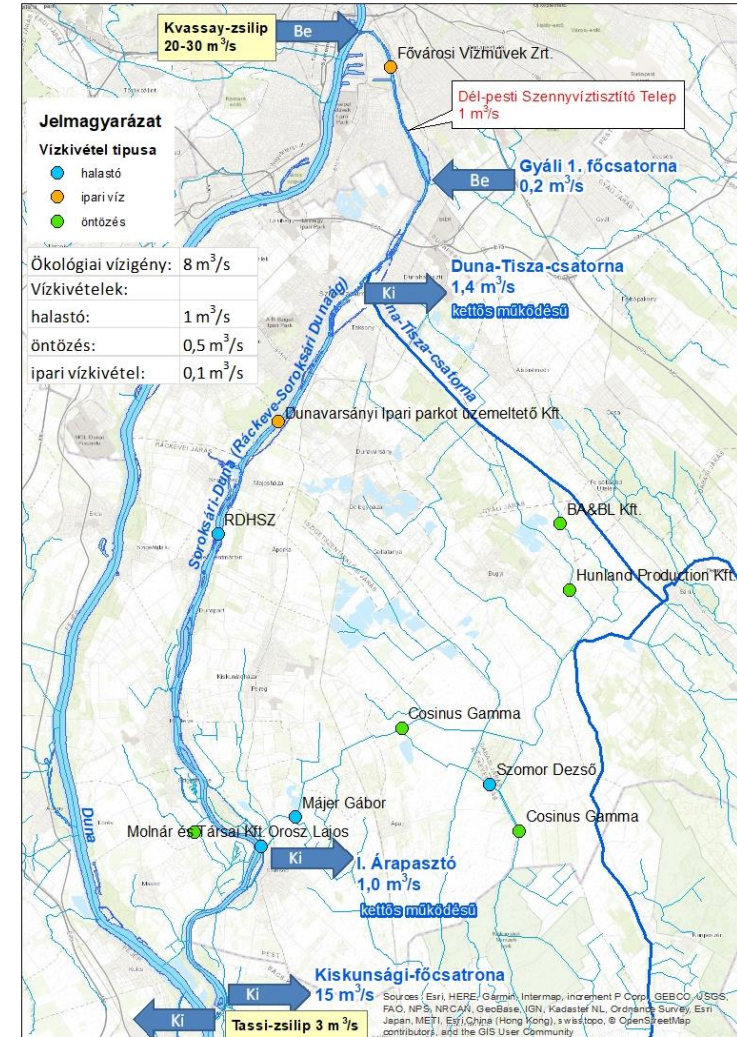 Kvassay-zsilip
20-30 m³/s
Be
Fővárosi Vízművek Zrt.
Dél-pesti Szennyvíztisztító Telep
1 m³/s
Jelmagyarázat
Vízkivétel tipusa
halastó
ipari víz
öntözés
Be
Gyáli 1. főcsatorna
0,2 m³/s
Ökológiai vízigény: 8 m³/s
Vízkivételek:
halastó: 1 m³/s
öntözés: 0,5 m³/s
ipari vízkivétel: 0,1 m³/s
Ki
Duna-Tisza-csatorna
1,4 m³/s
kettős működésű
Duna-Tisza-csatorna
Soroksári-Duna (Ráckeve-Soroksári Dunaág)
Dunavarsányi Ipari parkot üzemeltető Kft.
RDHSZ
BA&BL Kft.
Hunland Production Kft.
Cosinus Gamma
Szomor Dezső
Májer Gábor
Cosinus Gamma
Molnár és Társai Kft. Orosz Lajos
Duna
Ki
I. Árapasztó
1,0 m³/s
kettős működésű
Kiskunsági-főcsatrona
Ki
15 m³/s
Ki
Tassi-zsilip 3 m³/s
Sources: Esri, HERE, Garmin, Intermap, increment P Corp., GEBCO, USGS,
FAO, NPS, NRCAN, GeoBase, IGN, Kadaster NL, Ordnance Survey, Esri
Japan, METI, Esri China (Hong Kong), swisstopo, © OpenStreetMap
contributors, and the GIS User Community